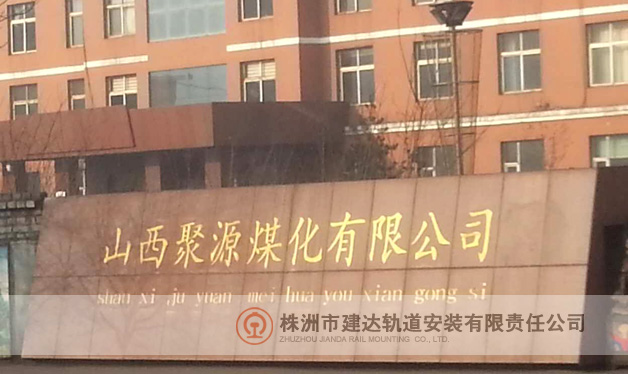 山西聚源煤化有限公司
shan xi ju yuan mei hua you xian gong si
株洲市建达轨道安装有限责任公司
ZHUZHOU JIANDA RAIL MOUNTING CO., LTD.